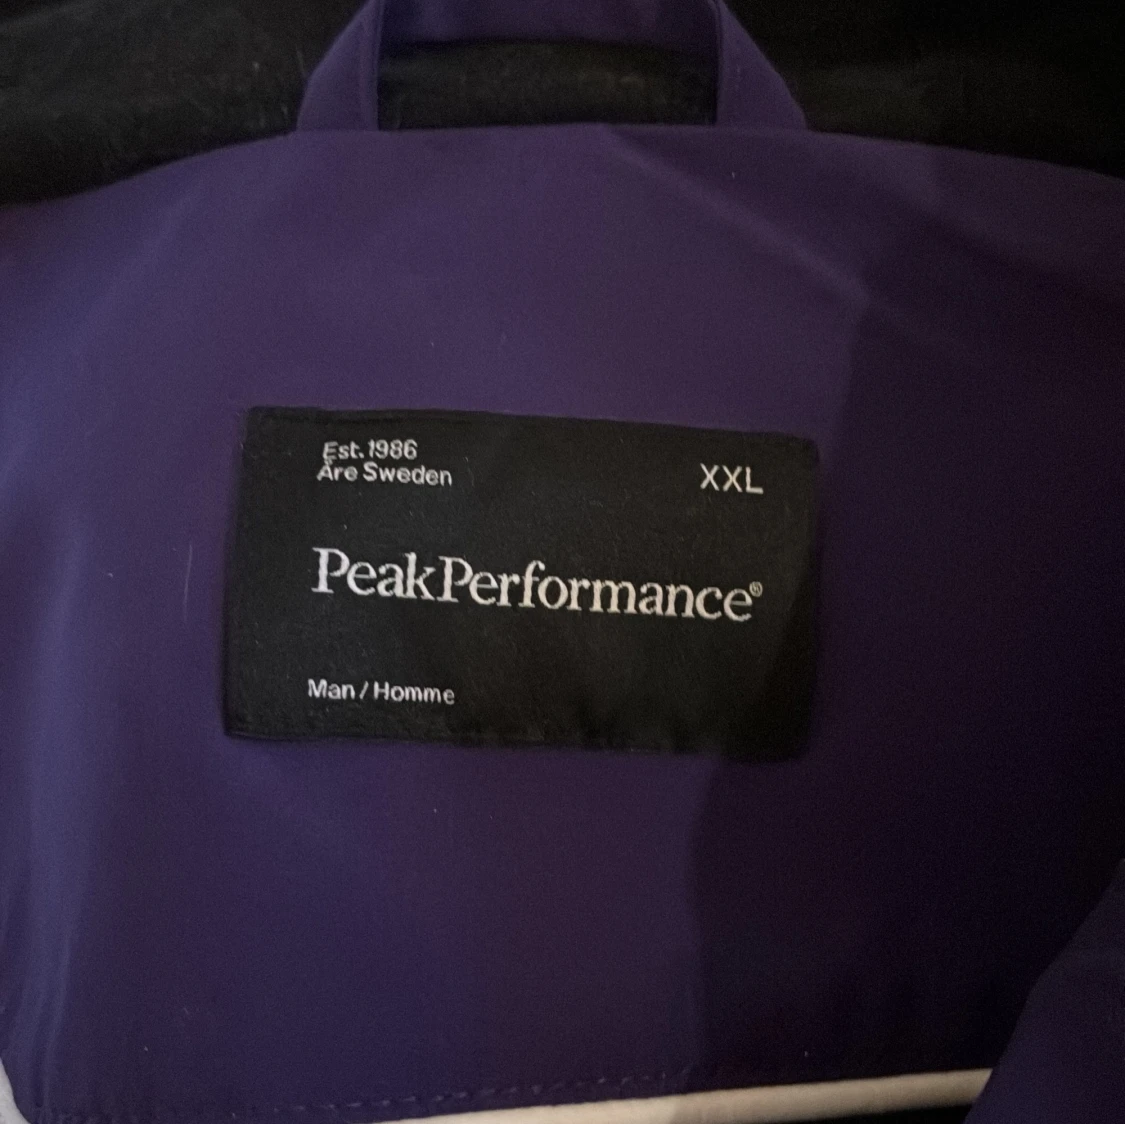 Est. 1986
Åre Sweden
XXL
PeakPerformance®
Man / Homme